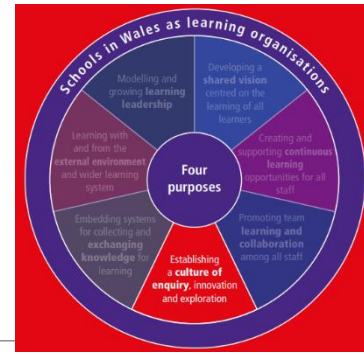 Schools in Wales as learning organisations
Developing a
shared vision
centred on the
learning of all
learners
Creating and
supporting continuous
learning
opportunities for all
staff
Promoting team
learning and
collaboration
among all staff
Establishing
a culture of
enquiry, innovation
and exploration
Embedding systems
for collecting and
exchanging
knowledge for
learning
Learning with
and from the
external environment
and wider learning
system
Modelling and
growing learning
leadership
Four
purposes